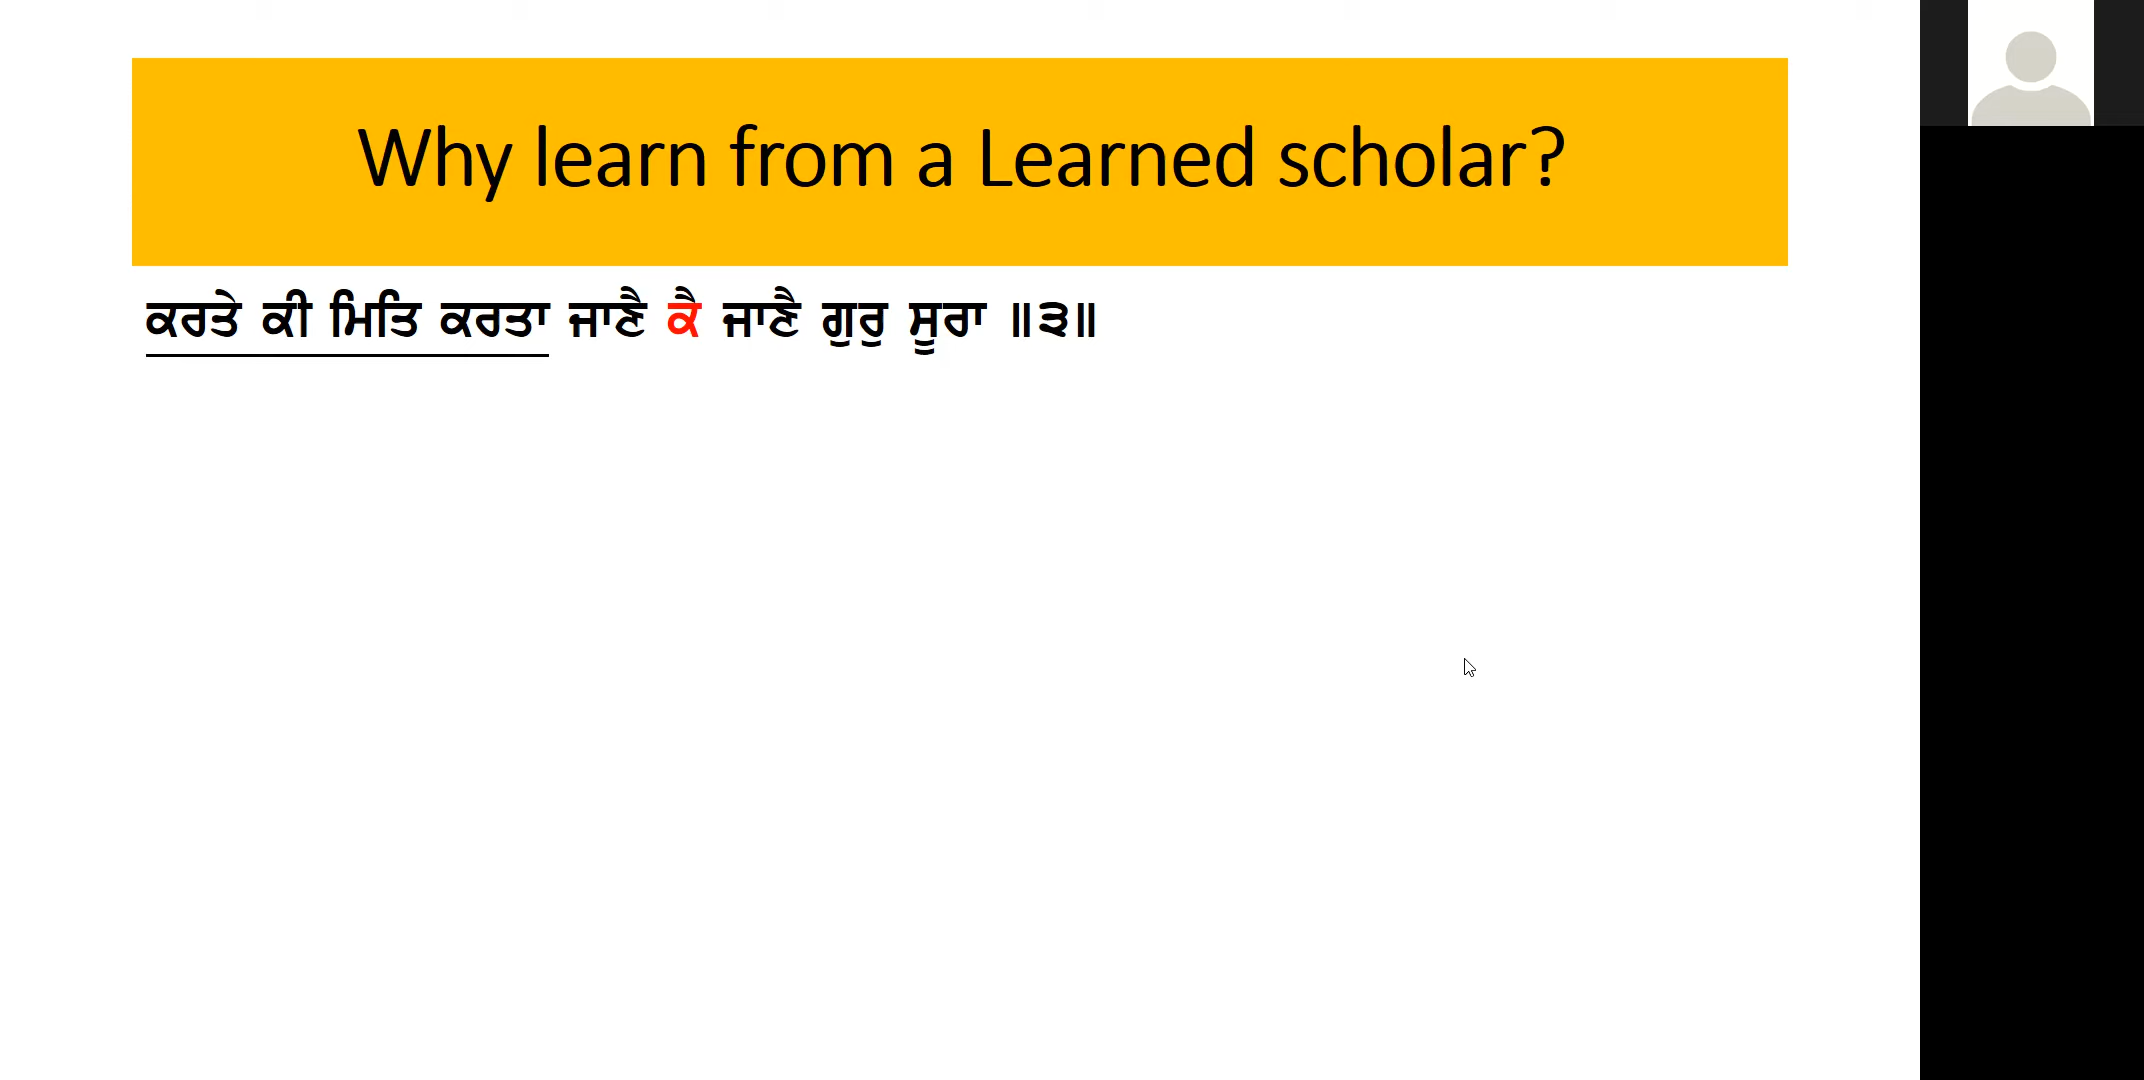 Why learn from a Learned scholar?
ਕਰਤੇ ਕੀ ਮਿਤਿ ਕਰਤਾ ਜਾਣੈ ਕੈ ਜਾਣੈ ਗੁਰੁ ਸੂਰਾ ॥੩॥